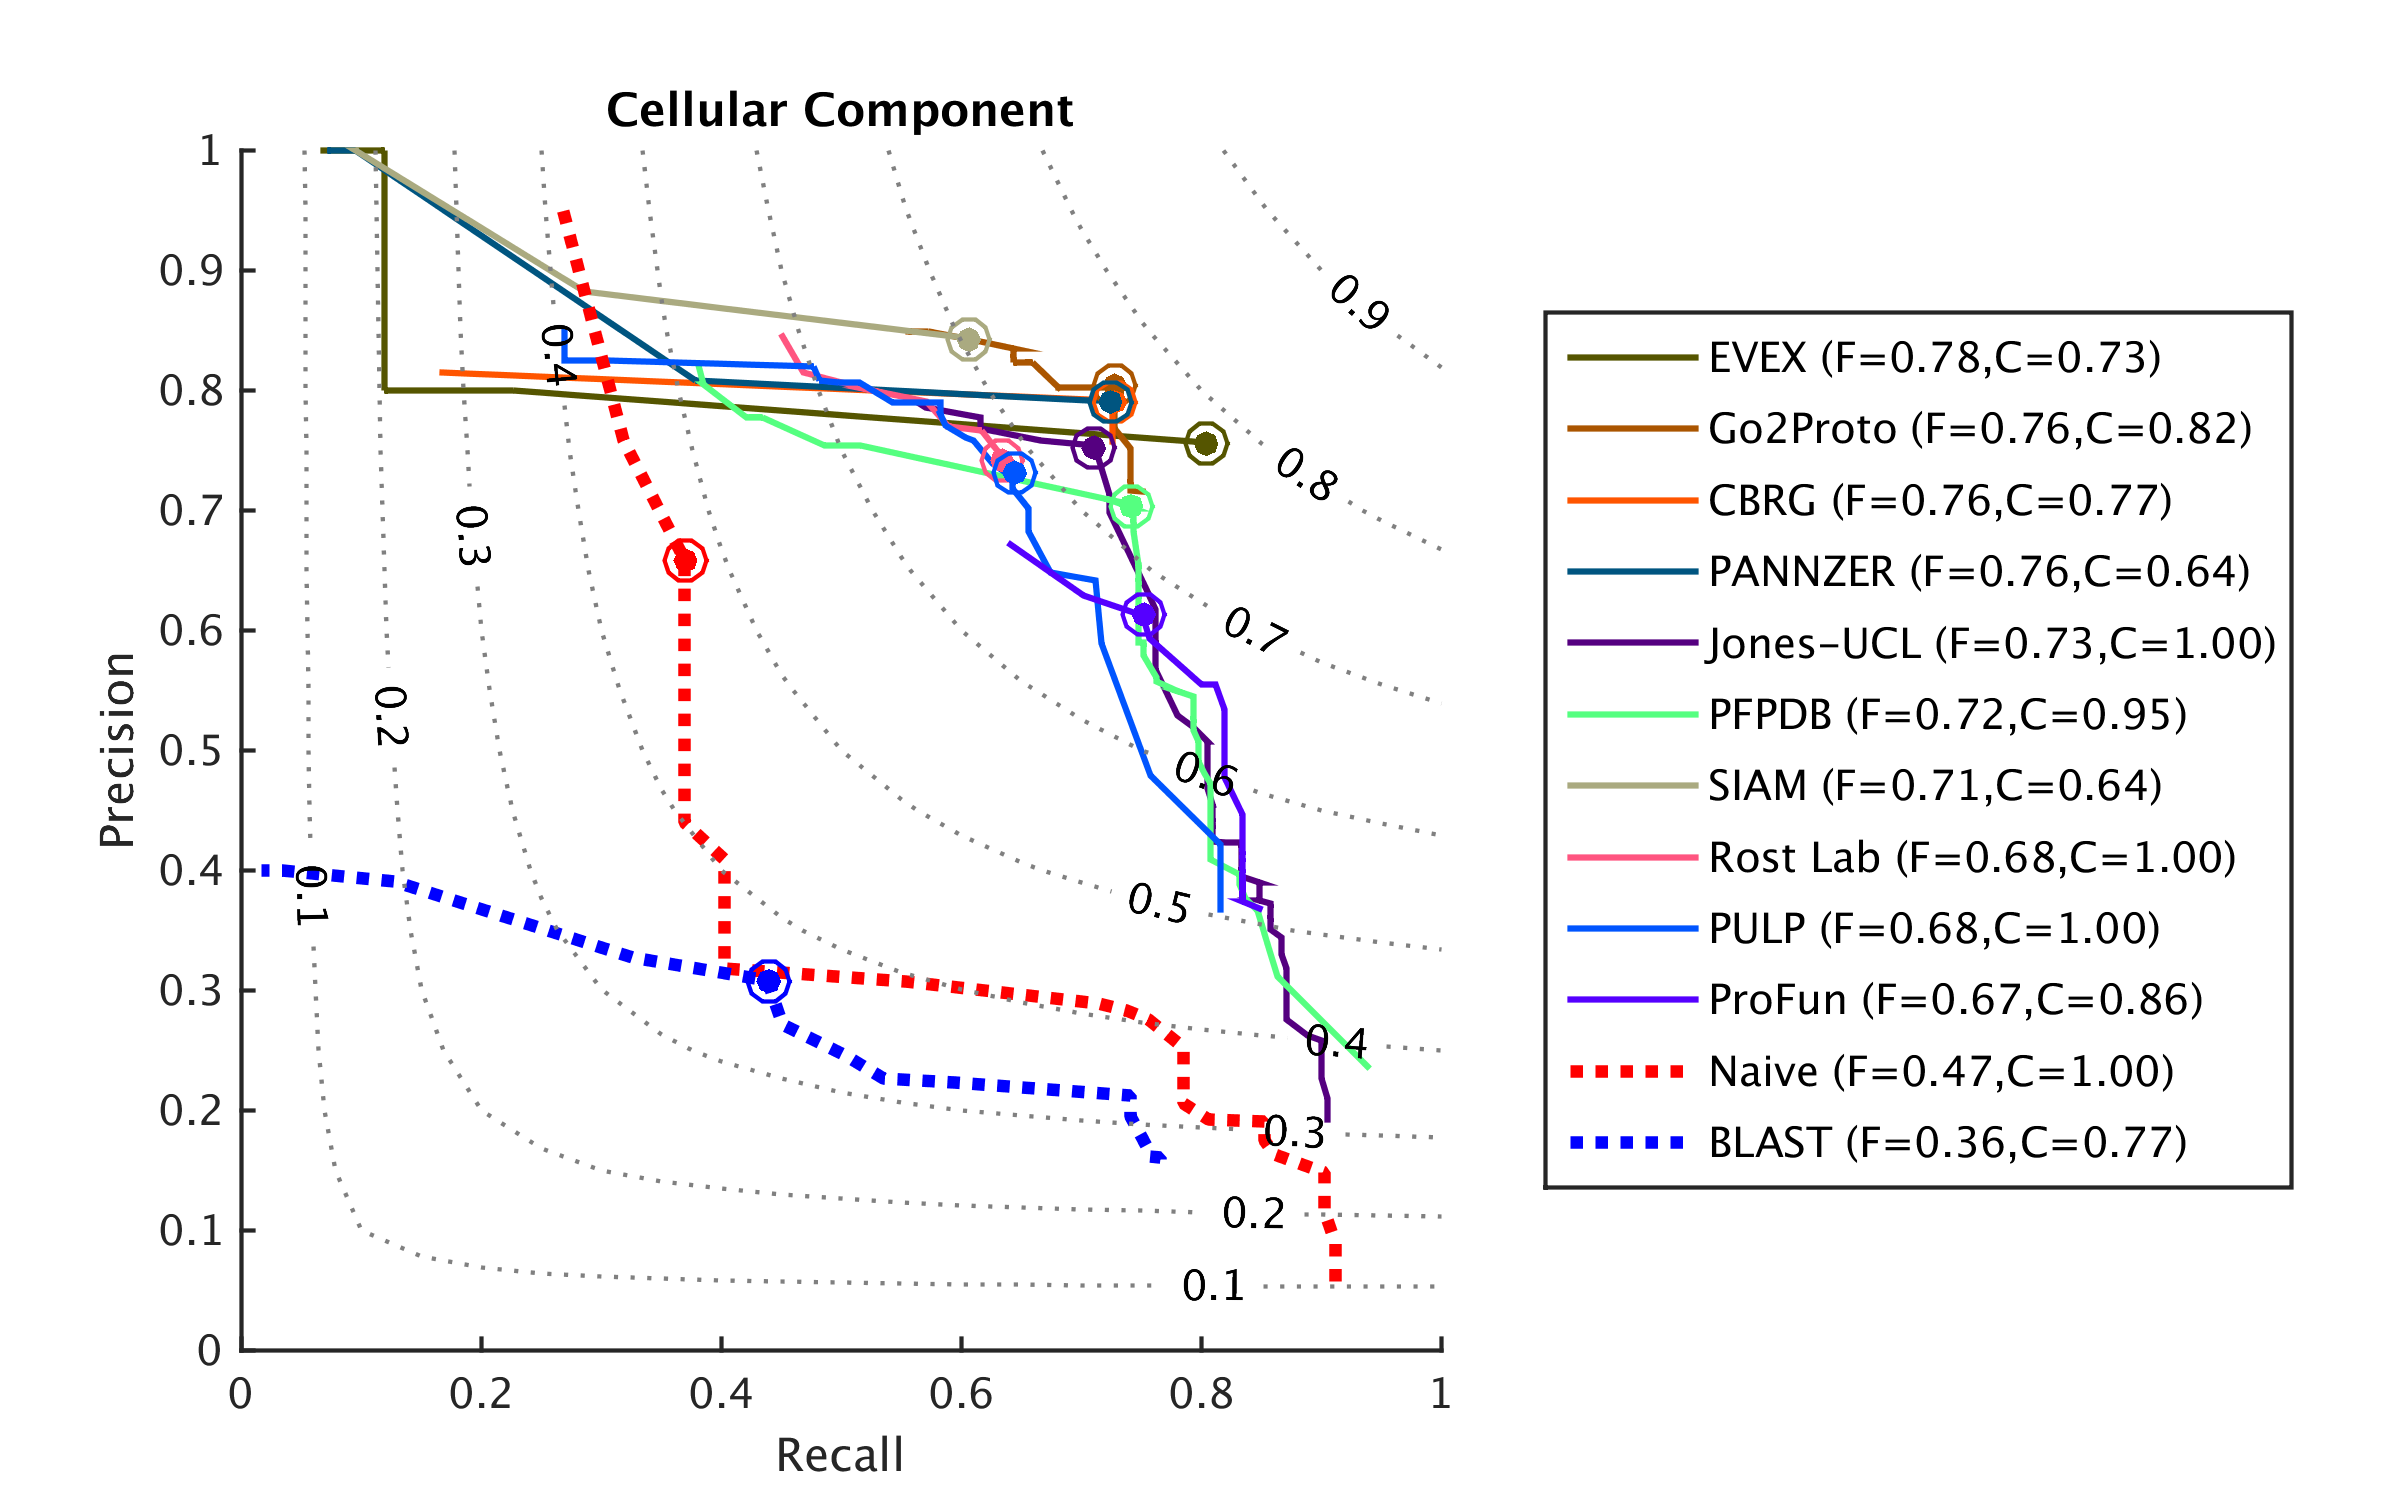 Cellular Component
1
0.9
0.8
0.7
0.6
0.5
0.4
0.3
0.2
0.1
0
Precision
0
0.2
0.4
0.6
0.8
1
Recall
0.9
0.8
0.7
0.6
0.5
0.4
0.3
0.2
0.1
0.4
0.3
0.2
0.1
EVEX (F=0.78,C=0.73)
Go2Proto (F=0.76,C=0.82)
CBRG (F=0.76,C=0.77)
PANNZER (F=0.76,C=0.64)
Jones-UCL (F=0.73,C=1.00)
PFPDB (F=0.72,C=0.95)
SIAM (F=0.71,C=0.64)
Rost Lab (F=0.68,C=1.00)
PULP (F=0.68,C=1.00)
ProFun (F=0.67,C=0.86)
Naive (F=0.47,C=1.00)
BLAST (F=0.36,C=0.77)